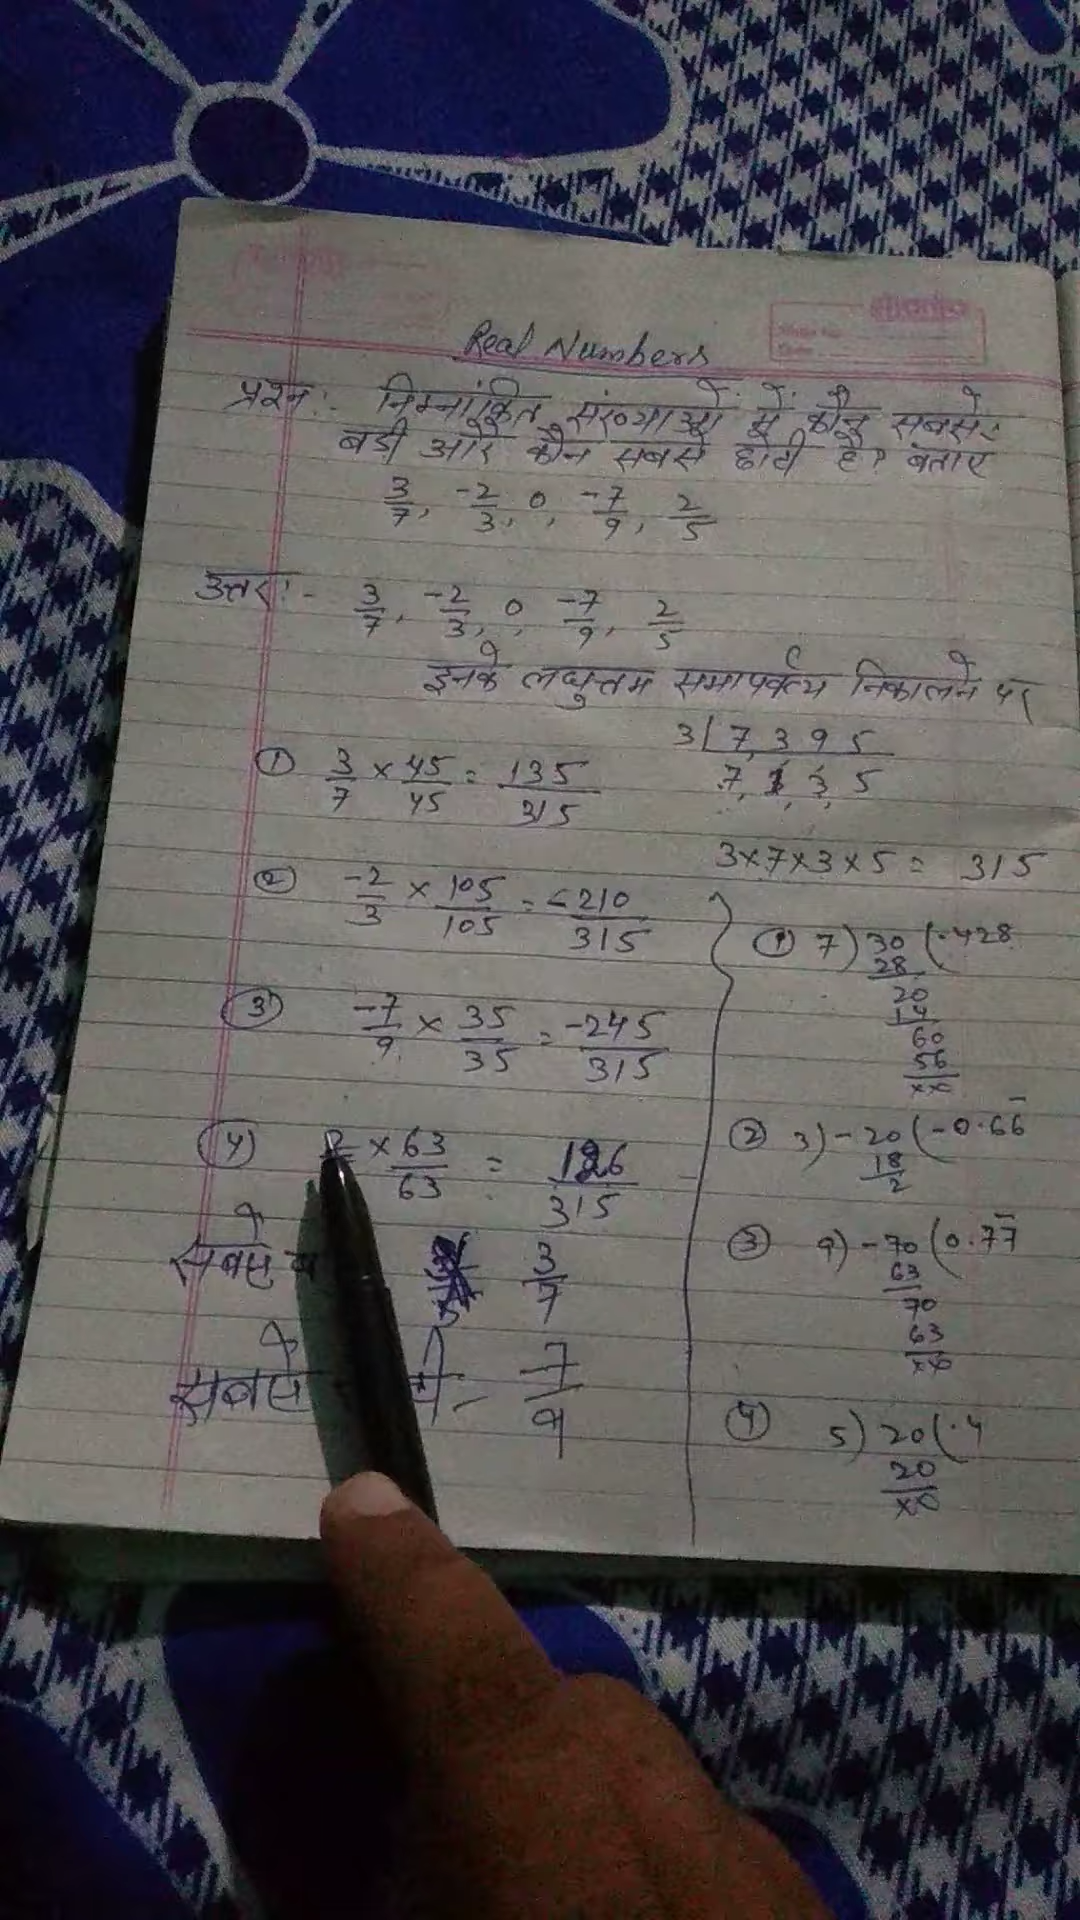 Real Numbers
प्रश्न:- निम्नांकित संख्याओं में कौन सबसे
बडी और कौन सबसे छोटी है? बताए
3/7, -2/3, 0, -7/9, 2/5
उत्तर:- 3/7, -2/3, 0, -7/9, 2/5
इनके लघुत्तम समापवर्त्य निकालने पर
3 | 7, 3 9 5
7, 1, 3, 5
3×7×3×5 = 315
① 3/7 × 45/45 = 135/315
② -2/3 × 105/105 = -210/315
③ -7/9 × 35/35 = -245/315
④ 2 × 63/63 = 126/315
सबसे 3/7
सबसे 7/9
① 7) 30 (.428
28
20
14
60
56
xx
② 3) -20 (-0.66̄
18
2
③ 9) -70 (0.77̄
63
70
63
xx
④ 5) 20 (.4
20
xx